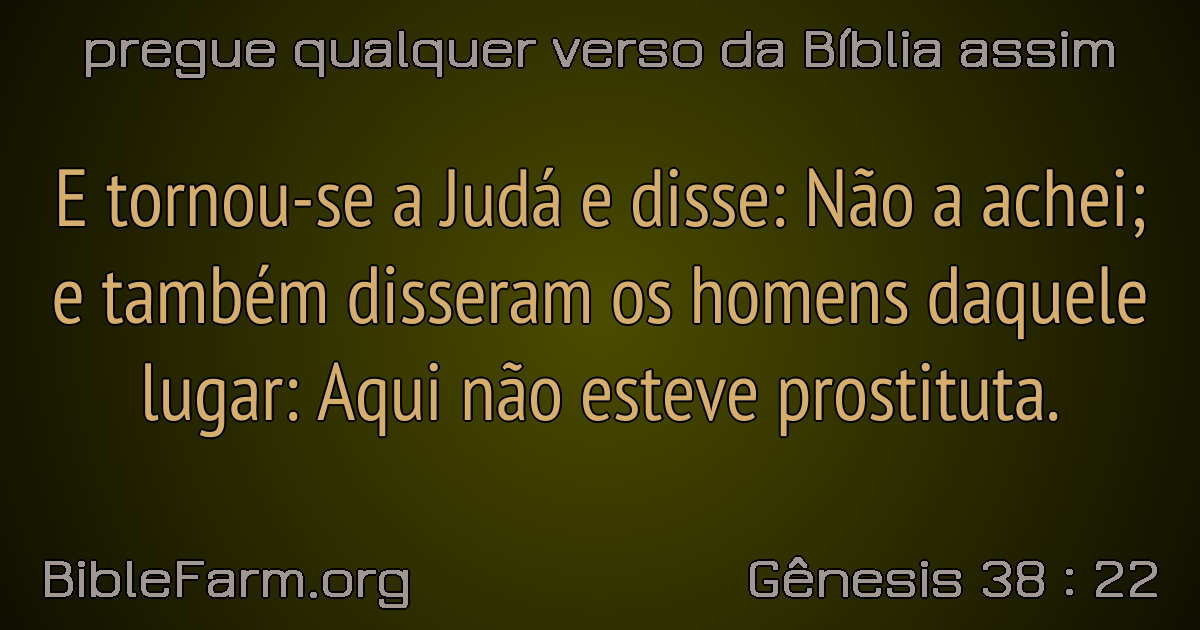 pregue qualquer verso da Bíblia assim
E tornou-se a Judá e disse: Não a achei;
e também disseram os homens daquele
lugar: Aqui não esteve prostituta.
BibleFarm.org
Gênesis 38 : 22